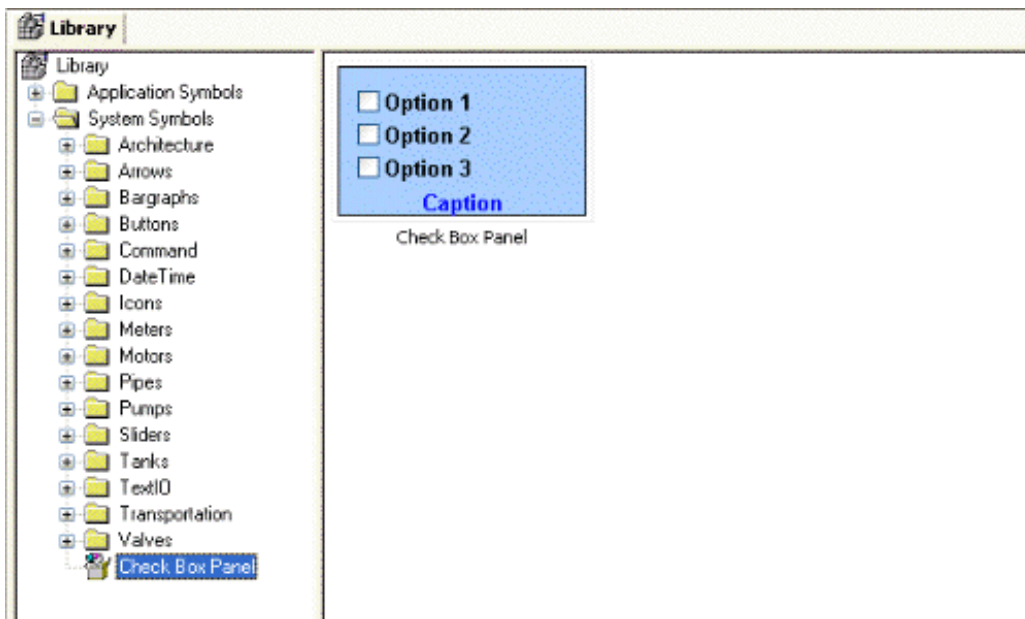 Library
Library
Application Symbols
System Symbols
Architecture
Arrows
Bargraphs
Buttons
Command
DateTime
Icons
Meters
Motors
Pipes
Pumps
Sliders
Tanks
TextIO
Transportation
Valves
Check Box Panel
Option 1
Option 2
Option 3
Caption
Check Box Panel